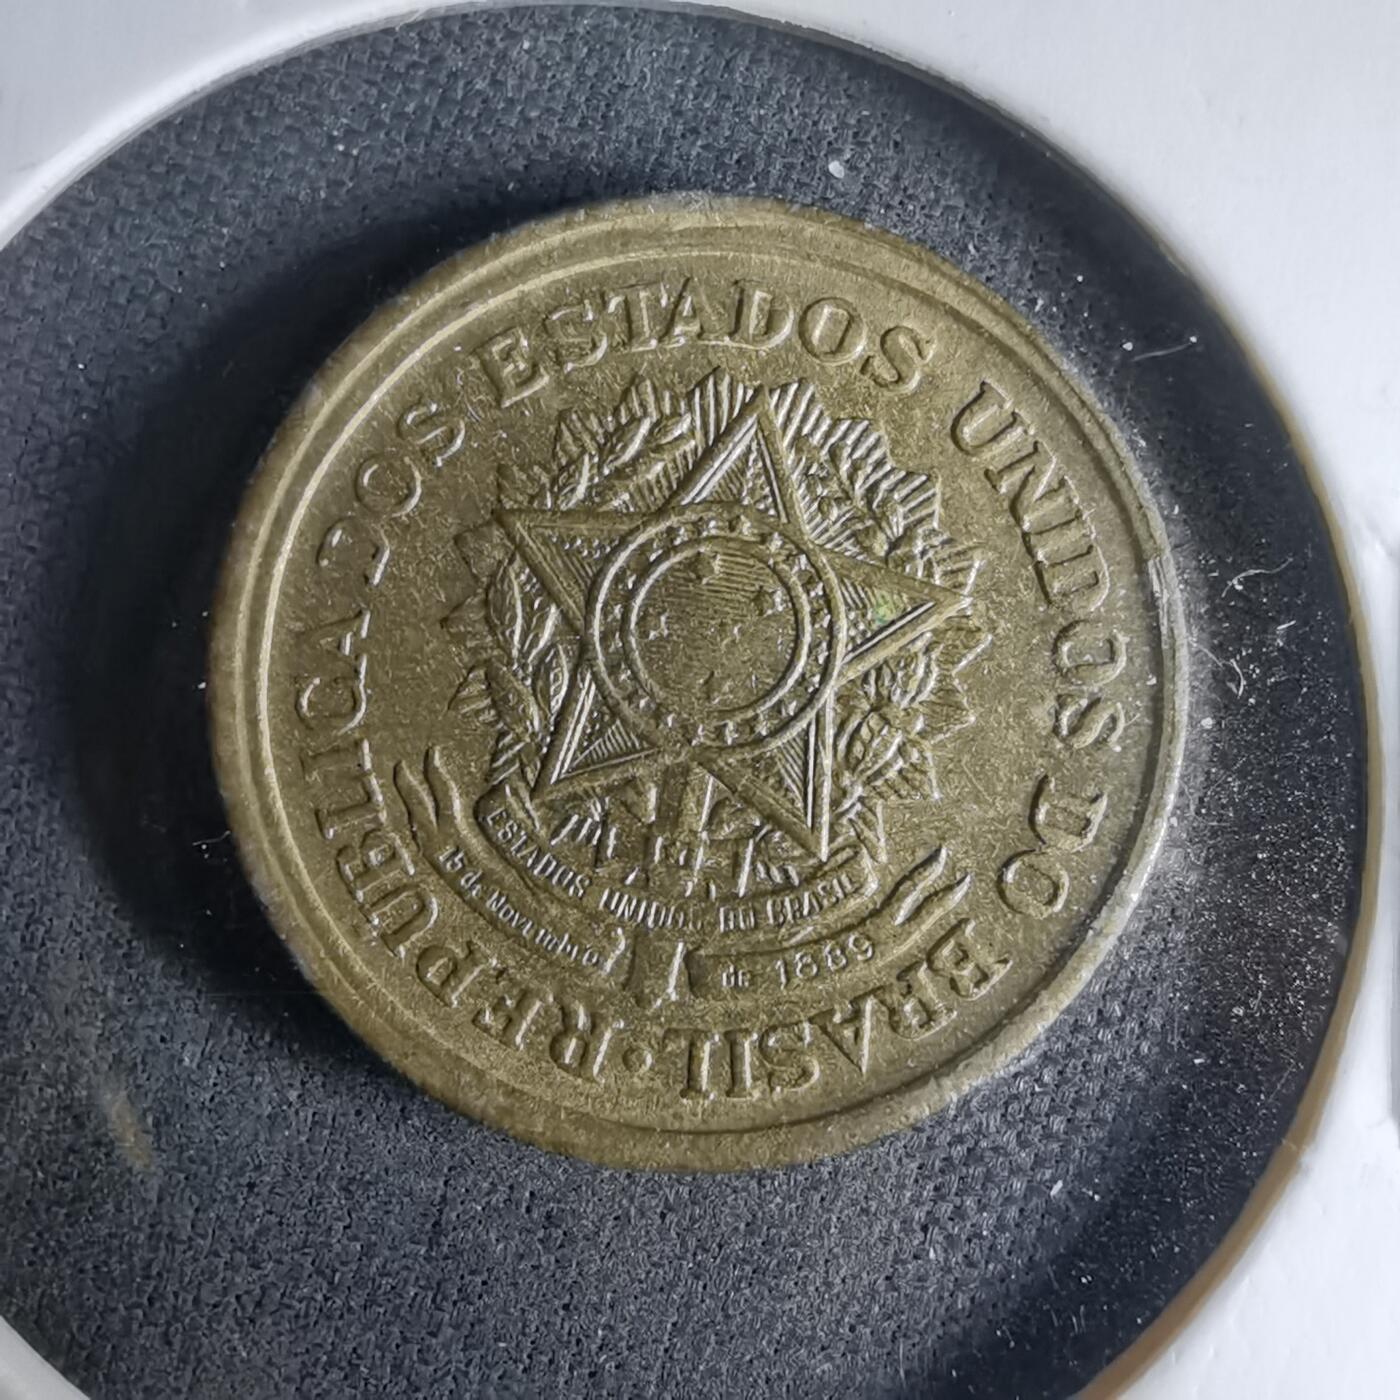 REPUBLICA DOS ESTADOS UNIDOS DO BRASIL •
ESTADOS UNIDOS DO BRASIL
15 de Novembro de 1889